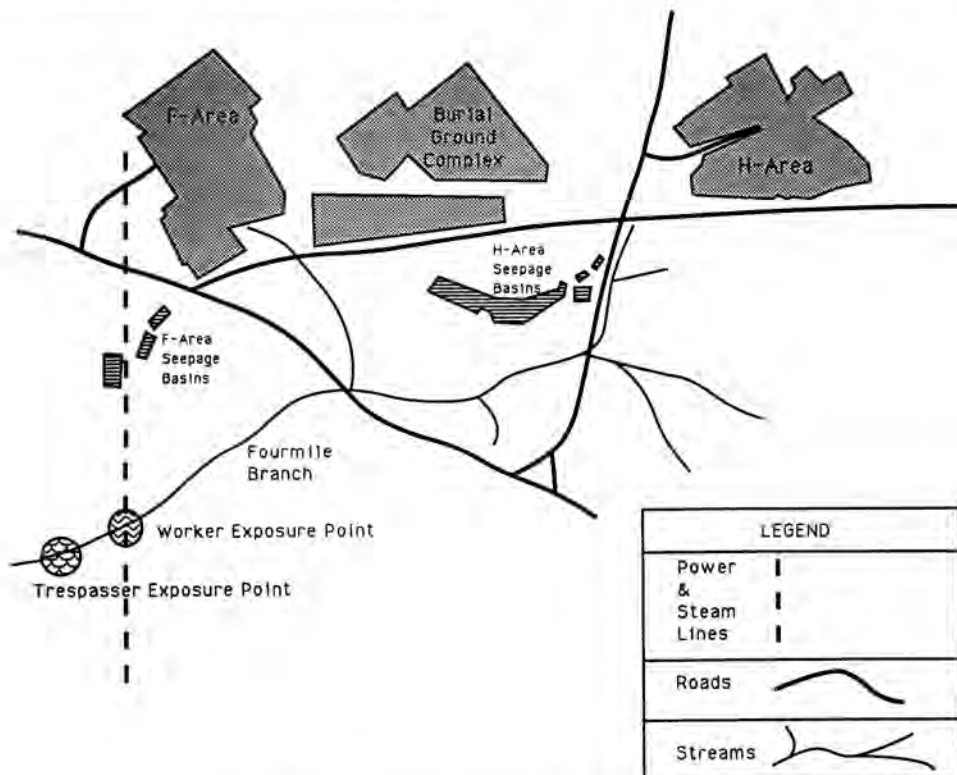 F-Area
Burial
Ground
Complex
H-Area
H-Area
Seepage
Basins
F-Area
Seepage
Basins
Fourmile
Branch
Worker Exposure Point
Trespasser Exposure Point
LEGEND
Power
&
Steam
Lines
Roads
Streams